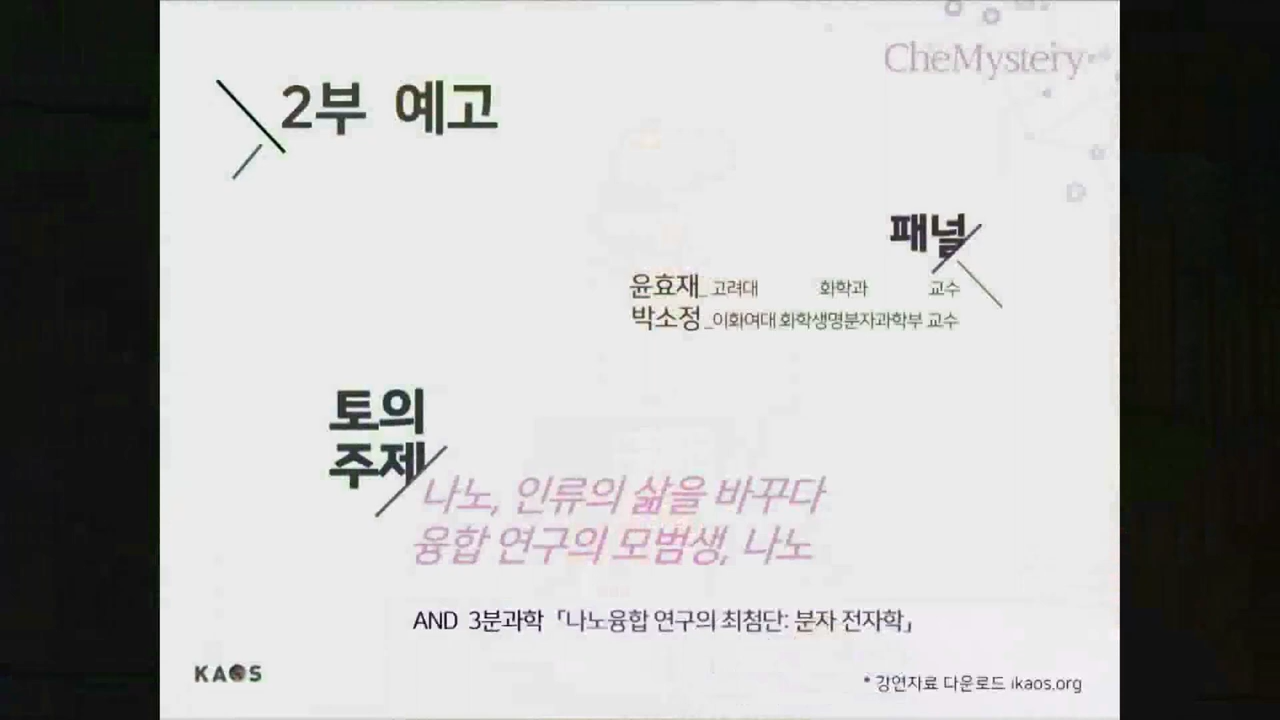 CheMystery
2부 예고
패널
윤효재_고려대 화학과 교수
박소정_이화여대 화학생명분자과학부 교수
토의
주제
나노, 인류의 삶을 바꾸다
융합 연구의 모범생, 나노
AND 3분과학 「나노융합 연구의 최첨단: 분자 전자학」
KAOS
* 강연자료 다운로드 ikaos.org